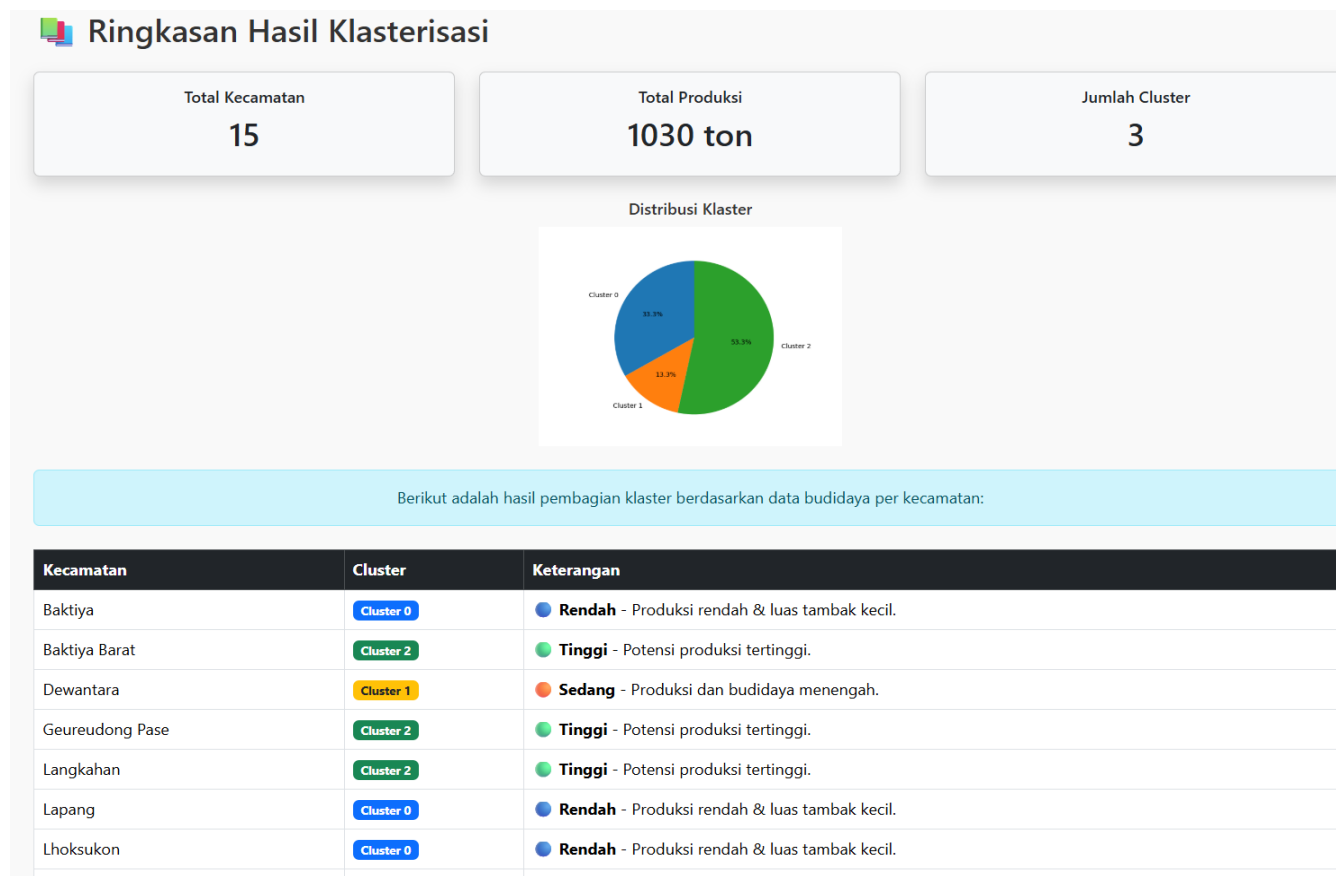 Ringkasan Hasil Klasterisasi
Total Kecamatan
15
Total Produksi
1030 ton
Jumlah Cluster
3
Distribusi Klaster
Cluster 0
33.3%
53.3%
Cluster 2
13.3%
Cluster 1
Berikut adalah hasil pembagian klaster berdasarkan data budidaya per kecamatan:
Kecamatan Cluster Keterangan
Baktiya Cluster 0 Rendah - Produksi rendah & luas tambak kecil.
Baktiya Barat Cluster 2 Tinggi - Potensi produksi tertinggi.
Dewantara Cluster 1 Sedang - Produksi dan budidaya menengah.
Geureudong Pase Cluster 2 Tinggi - Potensi produksi tertinggi.
Langkahan Cluster 2 Tinggi - Potensi produksi tertinggi.
Lapang Cluster 0 Rendah - Produksi rendah & luas tambak kecil.
Lhoksukon Cluster 0 Rendah - Produksi rendah & luas tambak kecil.